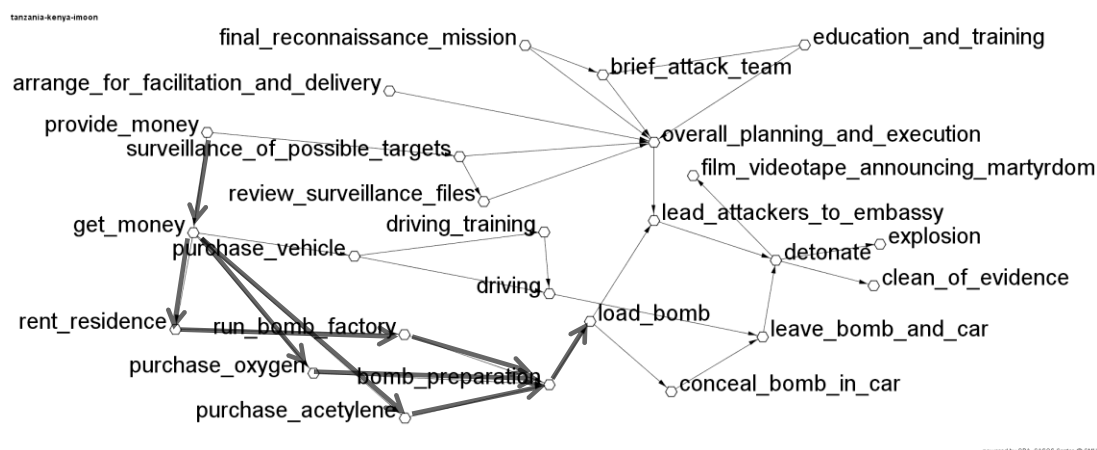 tanzania-kenya-imoon
final_reconnaissance_mission
education_and_training
brief_attack_team
arrange_for_facilitation_and_delivery
provide_money
overall_planning_and_execution
surveillance_of_possible_targets
film_videotape_announcing_martyrdom
review_surveillance_files
lead_attackers_to_embassy
get_money
driving_training
explosion
purchase_vehicle
detonate
clean_of_evidence
driving
load_bomb
rent_residence
run_bomb_factory
leave_bomb_and_car
purchase_oxygen
bomb_preparation
conceal_bomb_in_car
purchase_acetylene